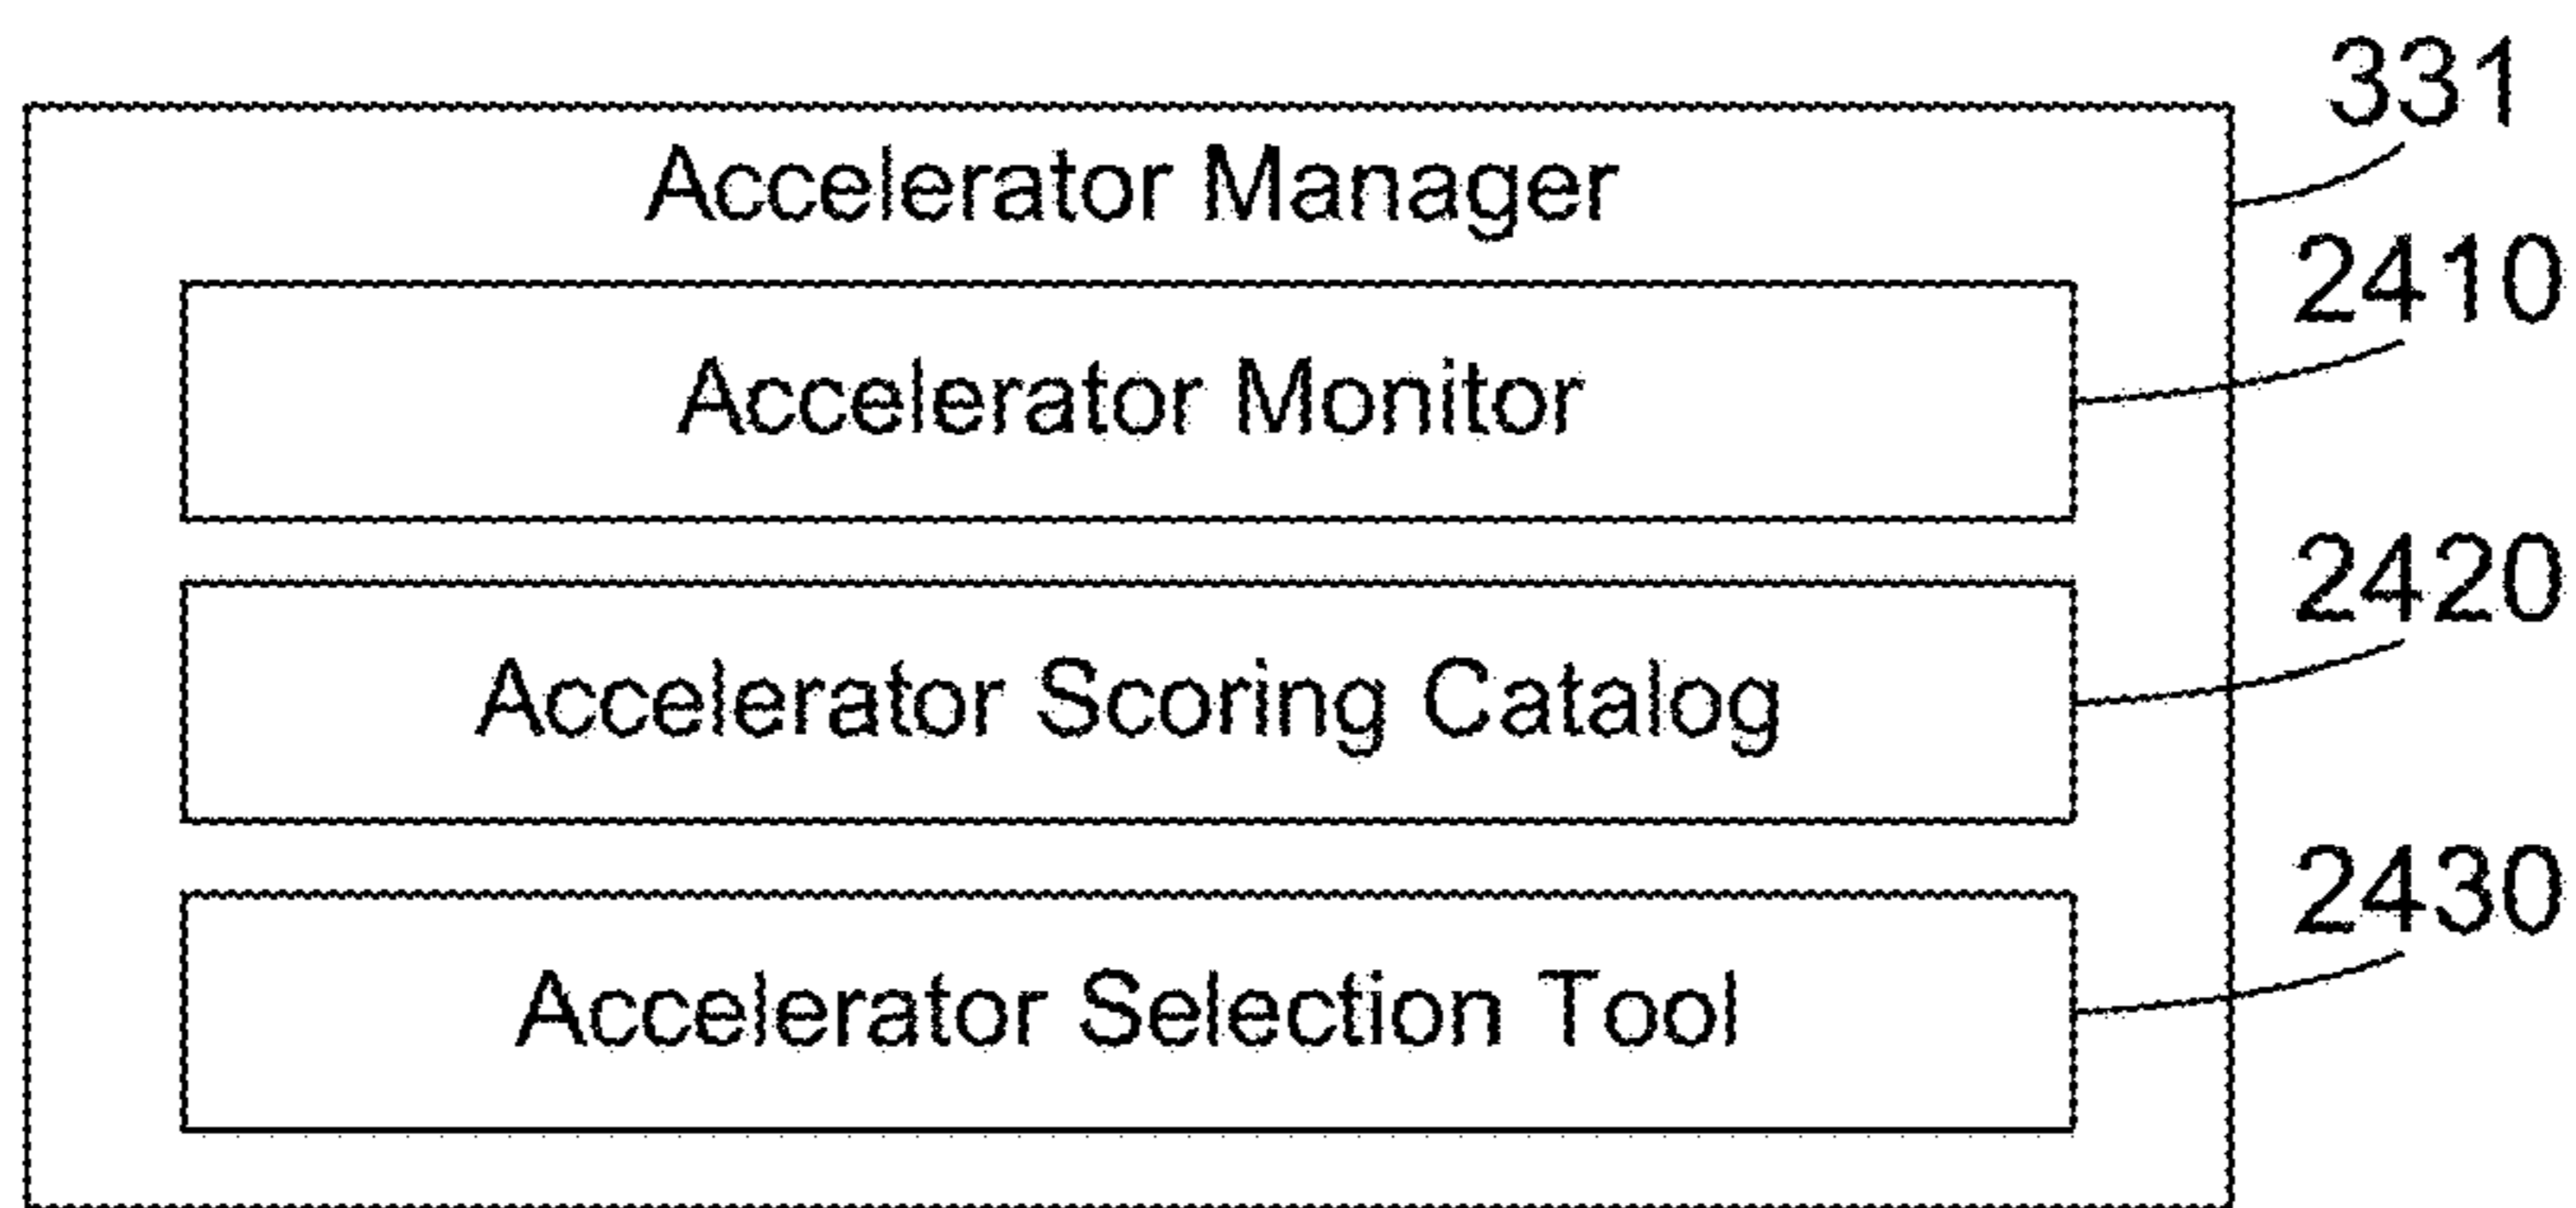 331
Accelerator Manager
2410
Accelerator Monitor
2420
Accelerator Scoring Catalog
2430
Accelerator Selection Tool